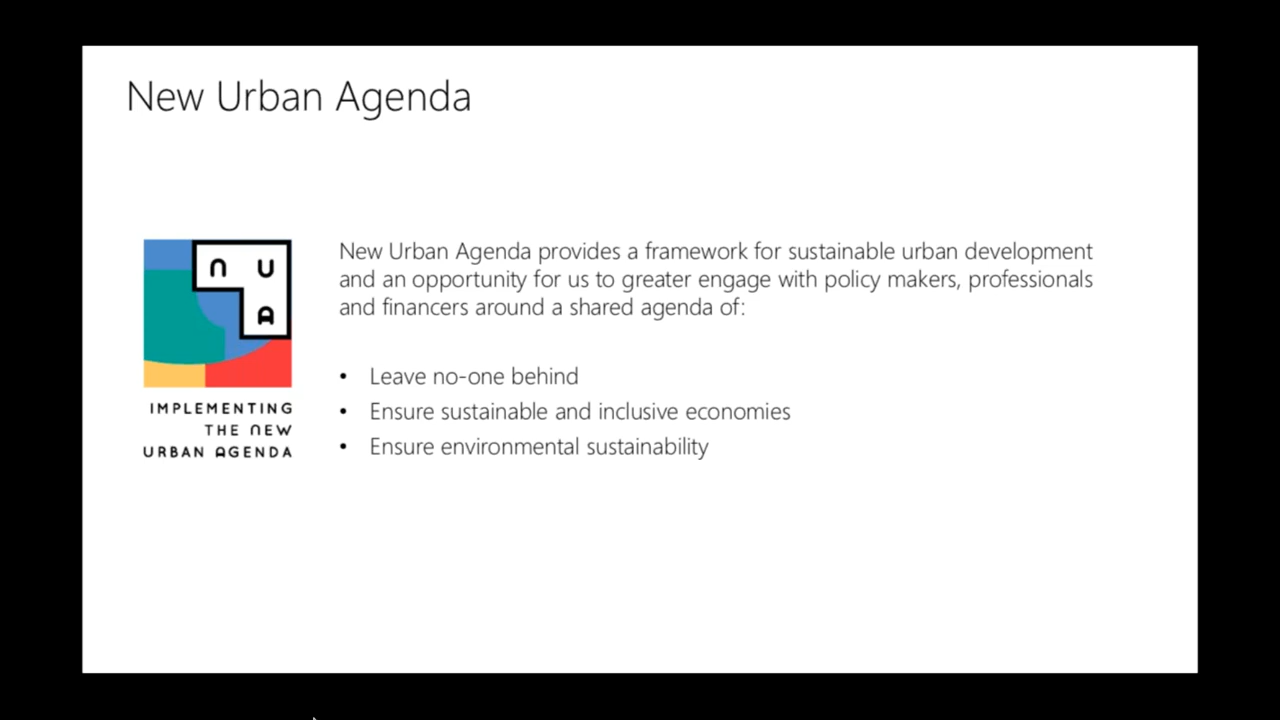 New Urban Agenda
n U
A
IMPLEMENTING
THE NEW
URBAN AGENDA
New Urban Agenda provides a framework for sustainable urban development
and an opportunity for us to greater engage with policy makers, professionals
and financers around a shared agenda of:
• Leave no-one behind
• Ensure sustainable and inclusive economies
• Ensure environmental sustainability